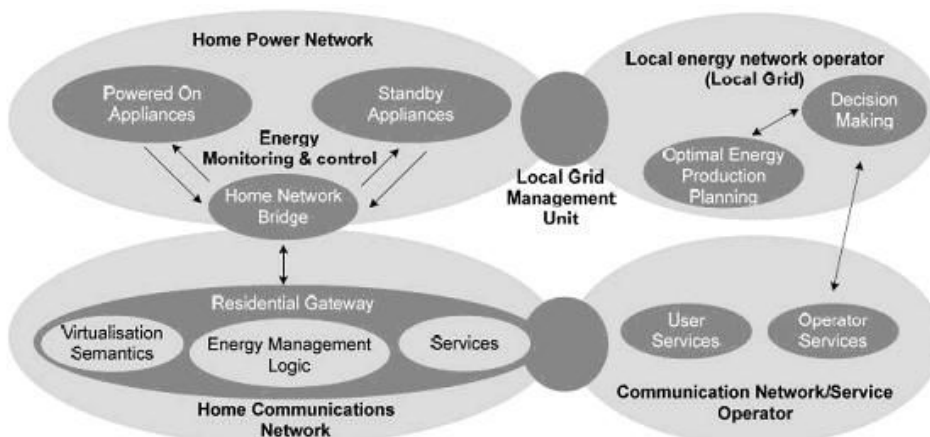 Home Power Network
Powered On
Appliances
Standby
Appliances
Energy
Monitoring & control
Home Network
Bridge
Local Grid
Management
Unit
Local energy network operator
(Local Grid)
Decision
Making
Optimal Energy
Production
Planning
Residential Gateway
Virtualisation
Semantics
Energy Management
Logic
Services
Home Communications
Network
User
Services
Operator
Services
Communication Network/Service
Operator